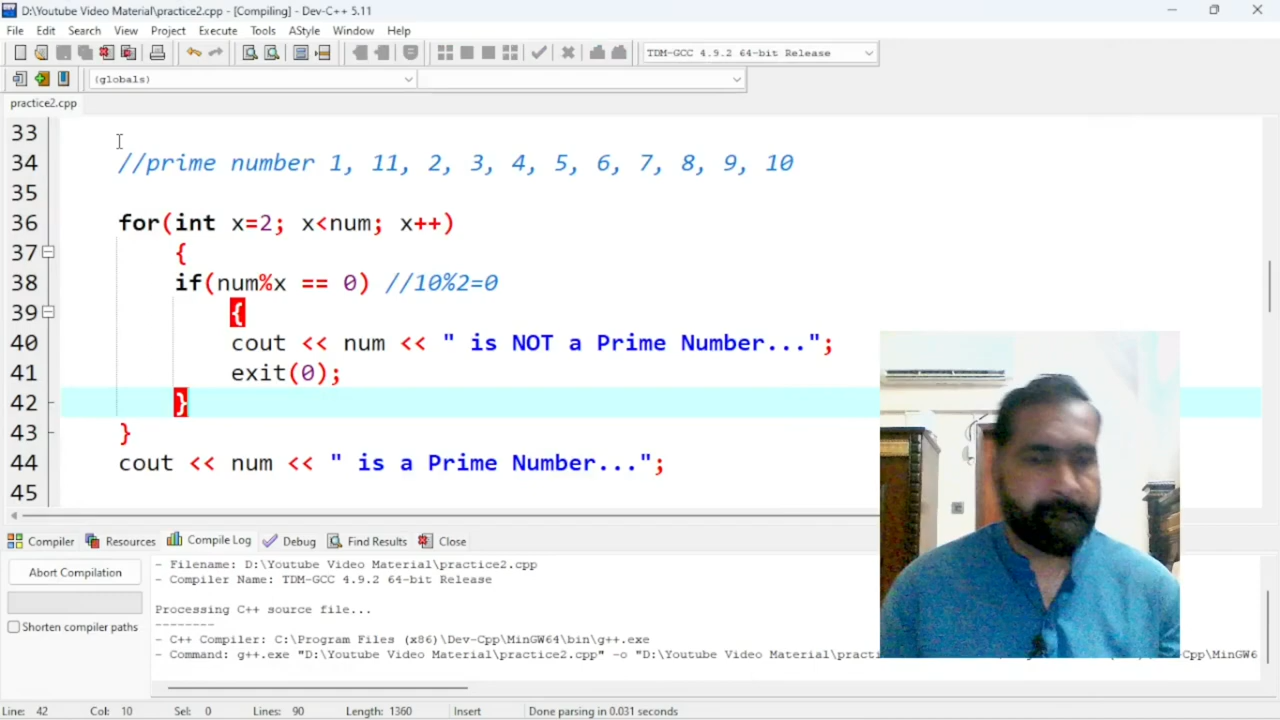 D:\Youtube Video Material\practice2.cpp - [Compiling] - Dev-C++ 5.11
File Edit Search View Project Execute Tools AStyle Window Help
TDM-GCC 4.9.2 64-bit Release
(globals)
practice2.cpp
33
34 //prime number 1, 11, 2, 3, 4, 5, 6, 7, 8, 9, 10
35
36 for(int x=2; x<num; x++)
37 {
38 if(num%x == 0) //10%2=0
39 {
40 cout << num << " is NOT a Prime Number...";
41 exit(0);
42 }
43 }
44 cout << num << " is a Prime Number...";
45
Compiler Resources Compile Log Debug Find Results Close
Abort Compilation
Shorten compiler paths
- Filename: D:\Youtube Video Material\practice2.cpp
- Compiler Name: TDM-GCC 4.9.2 64-bit Release
Processing C++ source file...
--------
- C++ Compiler: C:\Program Files (x86)\Dev-Cpp\MinGW64\bin\g++.exe
- Command: g++.exe "D:\Youtube Video Material\practice2.cpp" -o "D:\Youtube Video Material\practi Cpp\MinGW6
Line: 42 Col: 10 Sel: 0 Lines: 90 Length: 1360 Insert Done parsing in 0.031 seconds